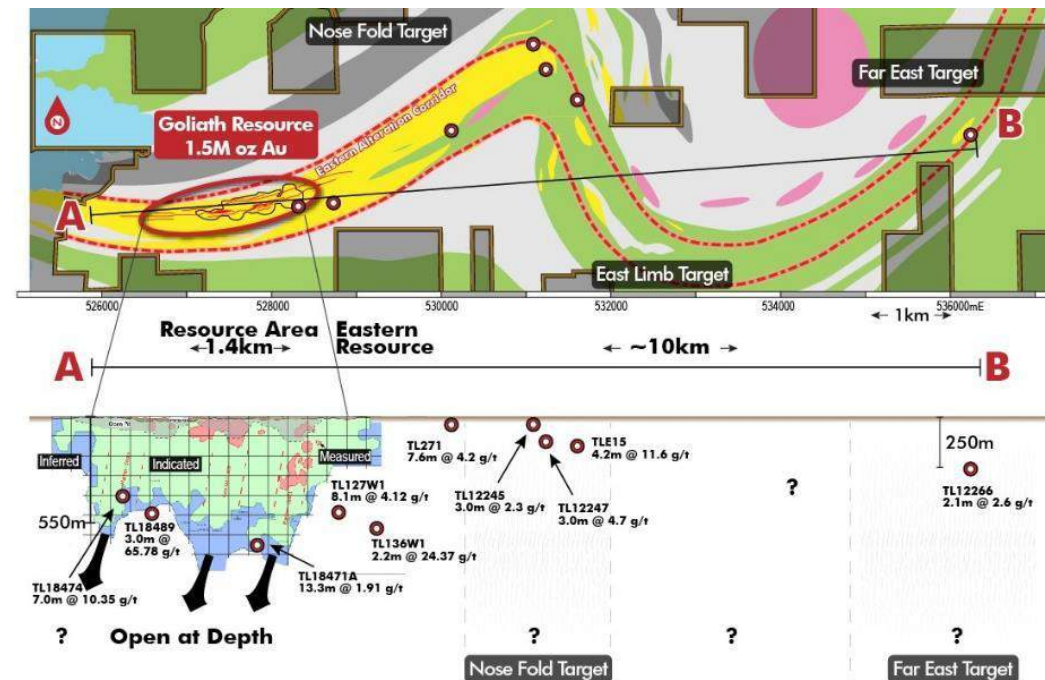 Nose Fold Target
Far East Target
N
Goliath Resource
1.5M oz Au
Eastern Alteration Corridor
A
B
East Limb Target
526000
528000
530000
532000
534000
536000mE
1km
Resource Area
1.4km
Eastern
Resource
~10km
A
B
Inferred
Indicated
Measured
550m
TL18474
7.0m @ 10.35 g/t
TL18489
3.0m @
65.78 g/t
TL18471A
13.3m @ 1.91 g/t
TL127W1
8.1m @ 4.12 g/t
TL136W1
2.2m @ 24.37 g/t
TL271
7.6m @ 4.2 g/t
TL12245
3.0m @ 2.3 g/t
TL12247
3.0m @ 4.7 g/t
TLE15
4.2m @ 11.6 g/t
?
250m
TL12266
2.1m @ 2.6 g/t
?
Open at Depth
?
?
?
Nose Fold Target
Far East Target